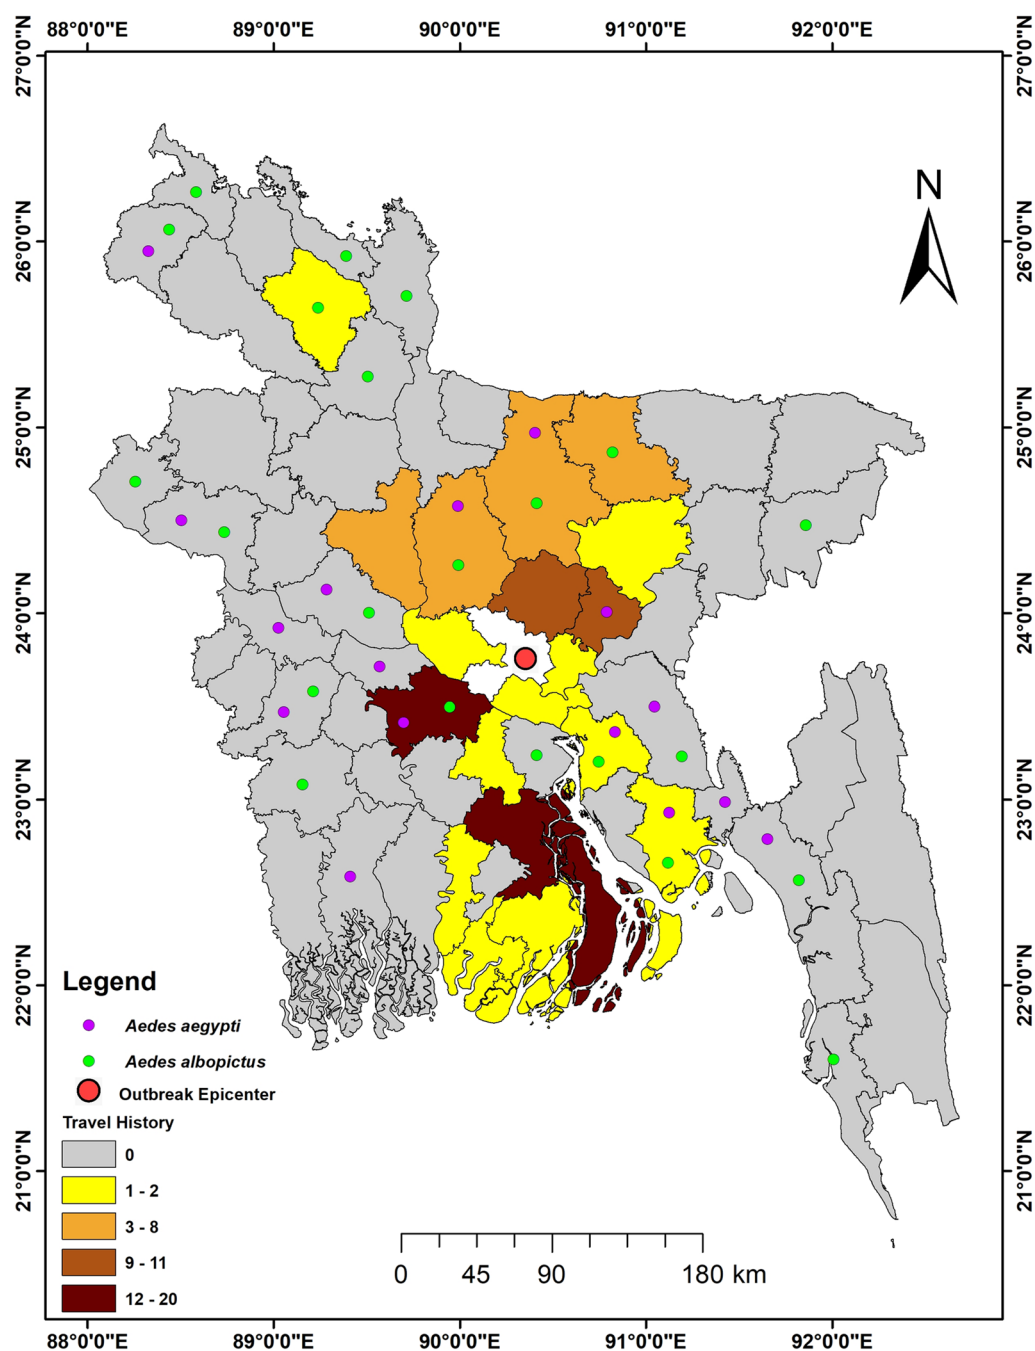 88°0'0"N 89°0'0"N 90°0'0"N 91°0'0"N 92°0'0"N
27°0'0"N 27°0'0"N
26°0'0"N 26°0'0"N
25°0'0"N 25°0'0"N
24°0'0"N 24°0'0"N
23°0'0"N 23°0'0"N
22°0'0"N 22°0'0"N
21°0'0"N 21°0'0"N
N
Legend
Aedes aegypti
Aedes albopictus
Outbreak Epicenter
Travel History
0
1 - 2
3 - 8
9 - 11
12 - 20
0 45 90 180 km
88°0'0"N 89°0'0"N 90°0'0"N 91°0'0"N 92°0'0"N